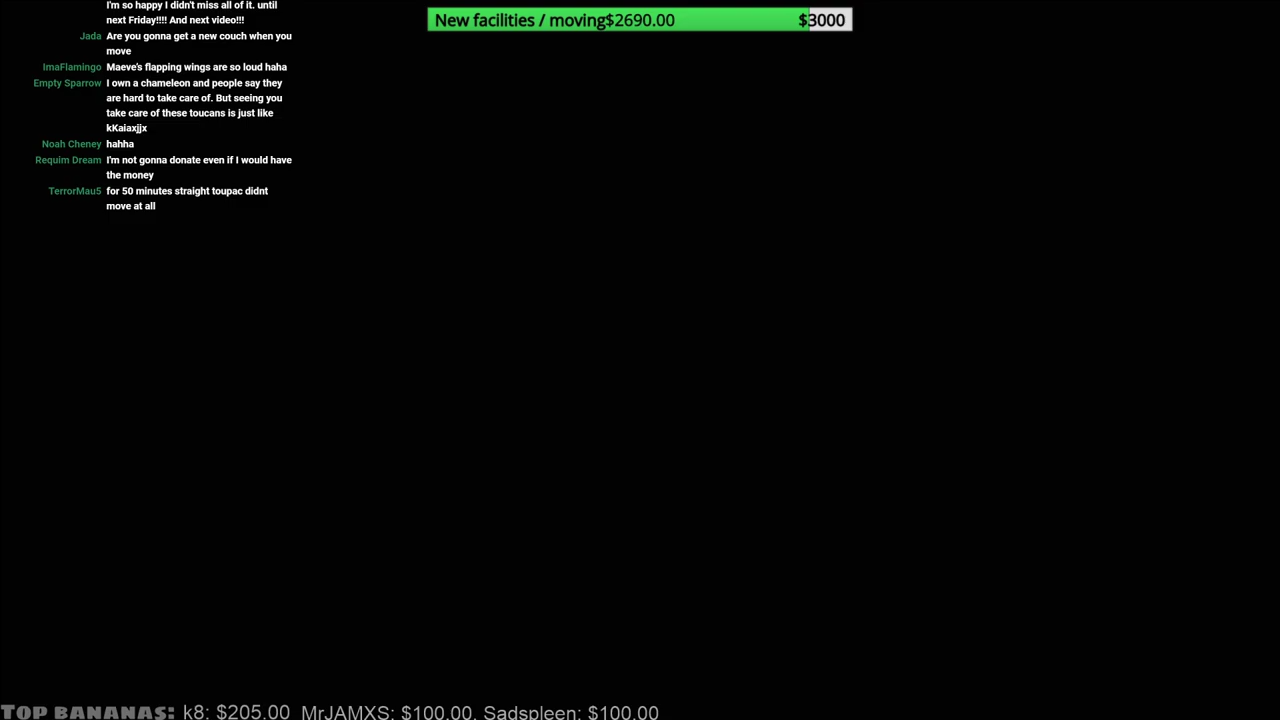 I'm so happy I didn't miss all of it. until
next Friday!!!! And next video!!!
Jada Are you gonna get a new couch when you
move
ImaFlamingo Maeve's flapping wings are so loud haha
Empty Sparrow I own a chameleon and people say they
are hard to take care of. But seeing you
take care of these toucans is just like
kKaiaxjjx
Noah Cheney hahha
Requim Dream I'm not gonna donate even if I would have
the money
TerrorMau5 for 50 minutes straight toupac didnt
move at all
New facilities / moving$2690.00 $3000
TOP BANANAS: k8: $205.00 MrJAMXS: $100.00, Sadspleen: $100.00